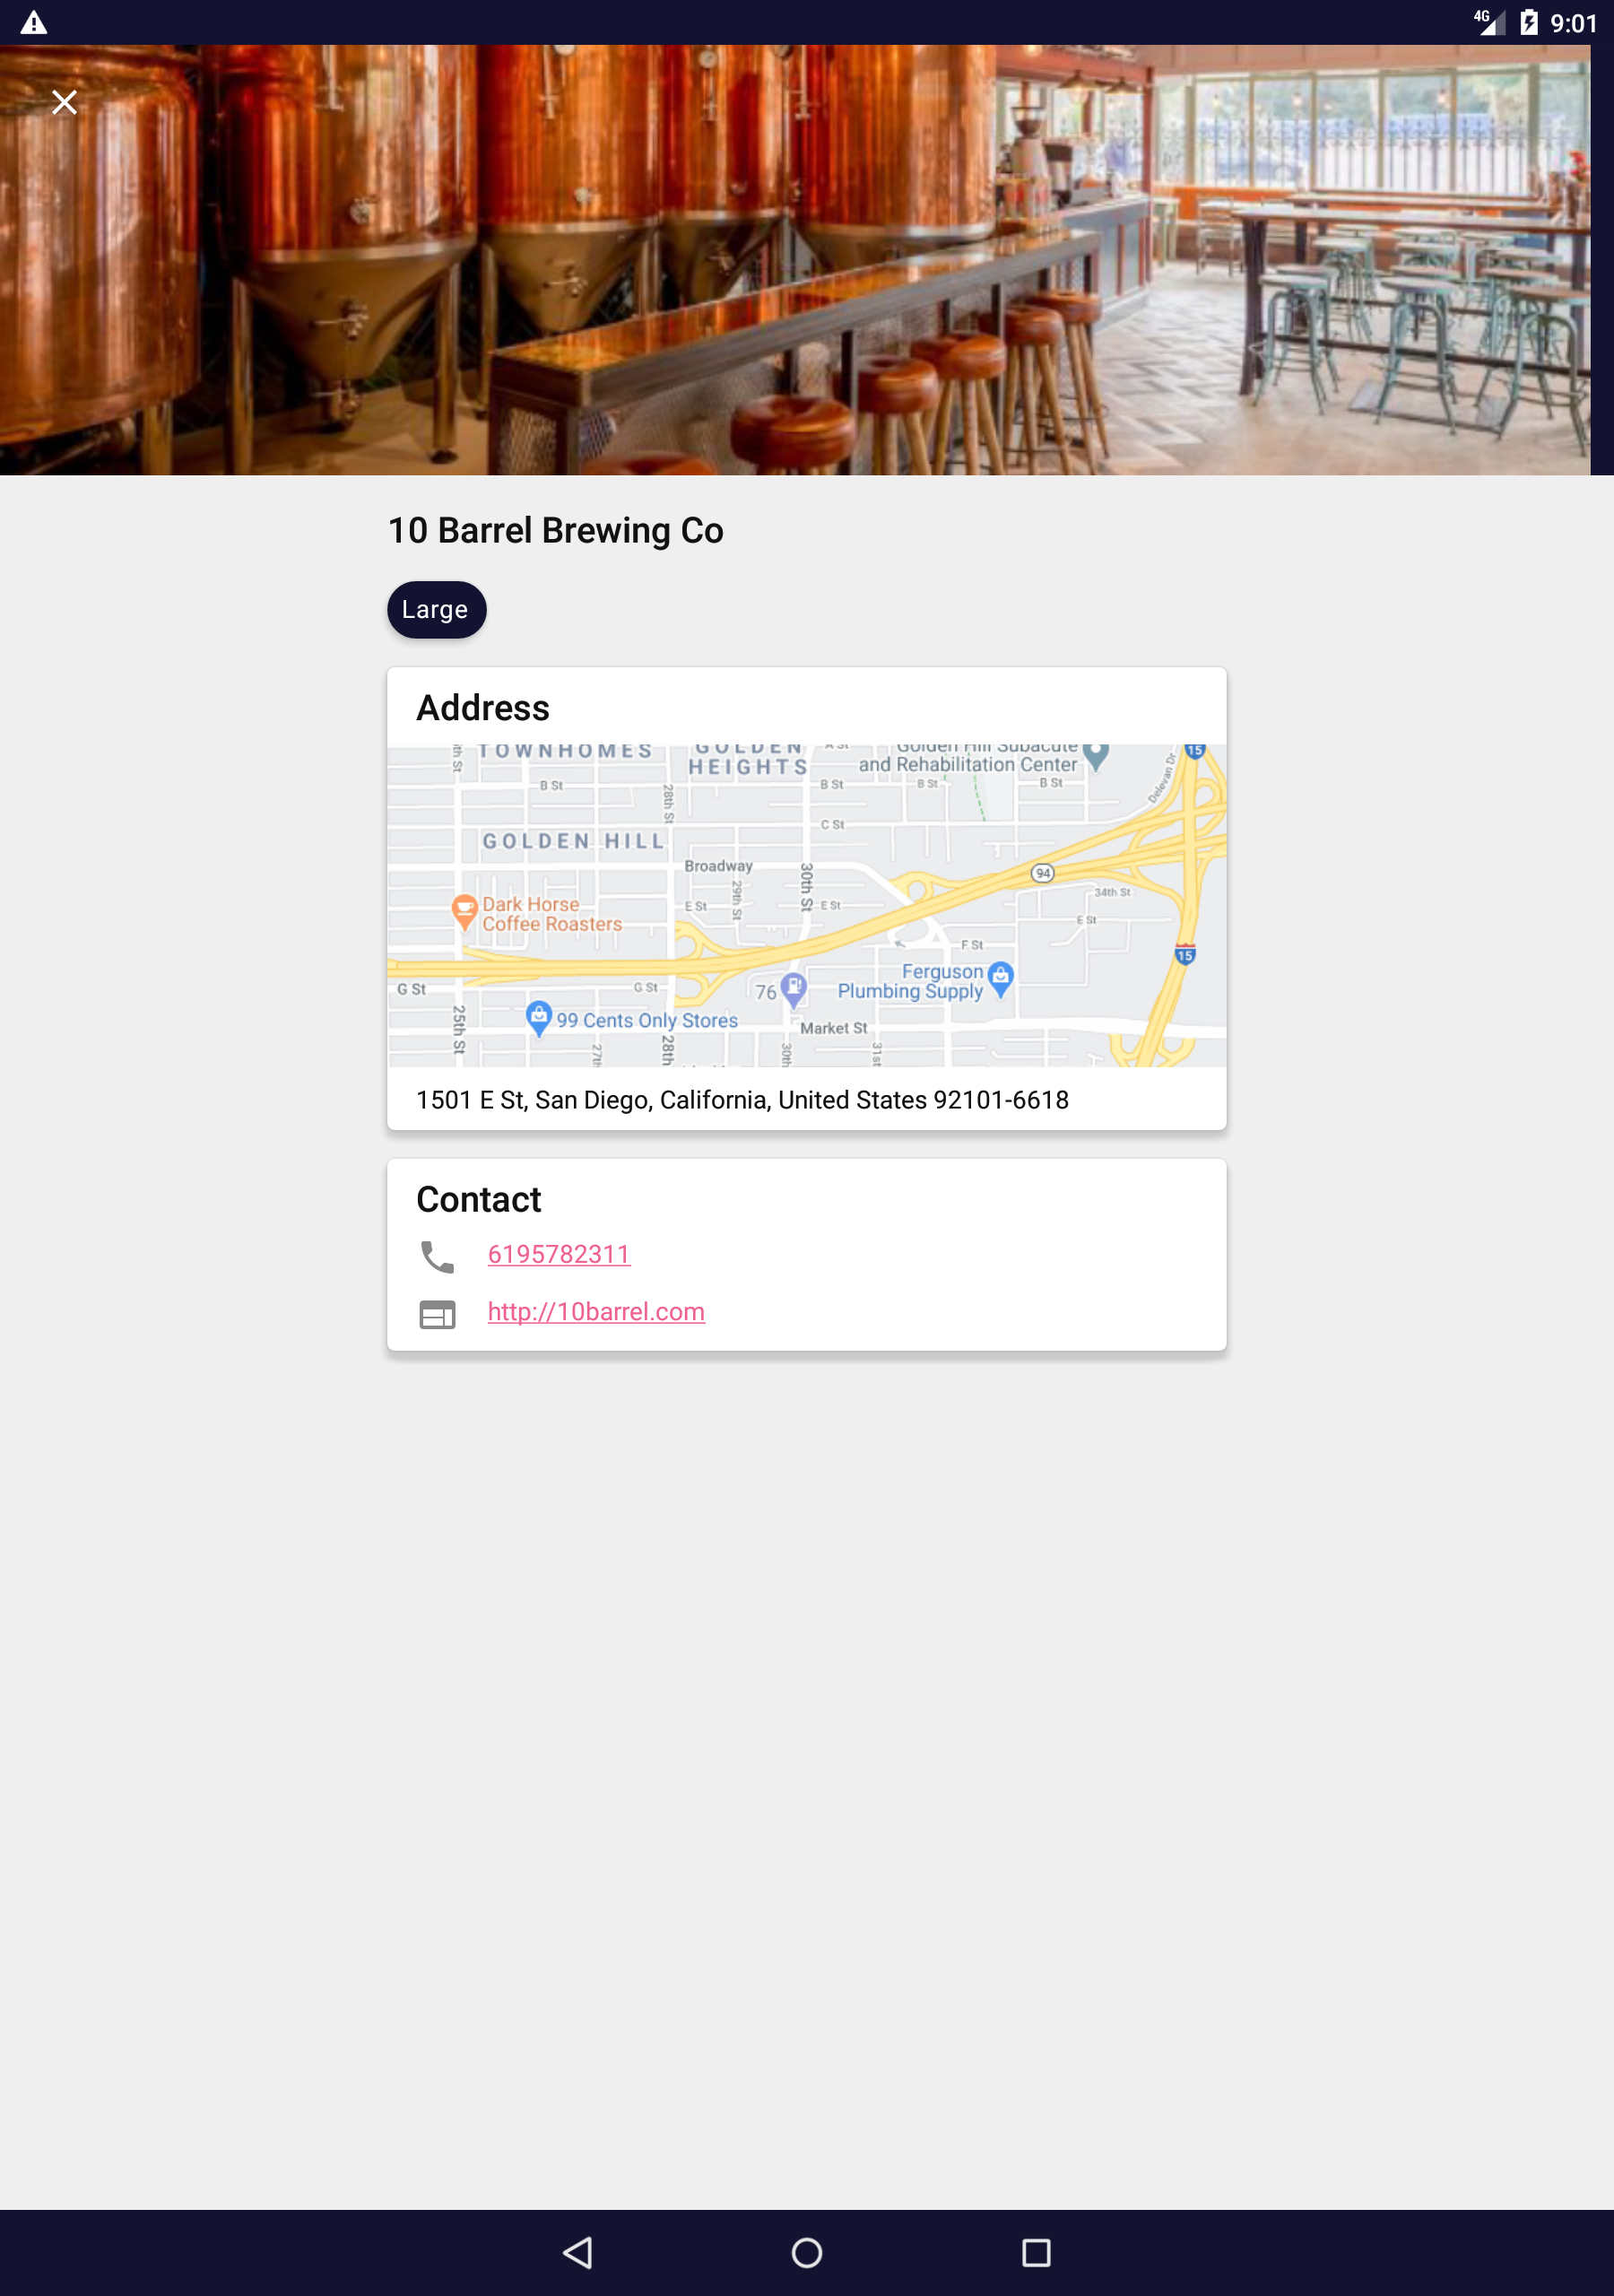 4G 9:01
10 Barrel Brewing Co
Large
Address
TOWNHOMES
GOLDEN
HEIGHTS
A St
Golden Hill Subacute
and Rehabilitation Center
15
B St
28th St
B St
B St
B St
Delevan Dr
C St
GOLDEN HILL
Broadway
30th St
94
29th St
34th St
Dark Horse
Coffee Roasters
E St
E St
E St
F St
15
Ferguson
Plumbing Supply
G St
G St
76
99 Cents Only Stores
Market St
25th St
27th
28th
30th
31st
1501 E St, San Diego, California, United States 92101-6618
Contact
6195782311
http://10barrel.com